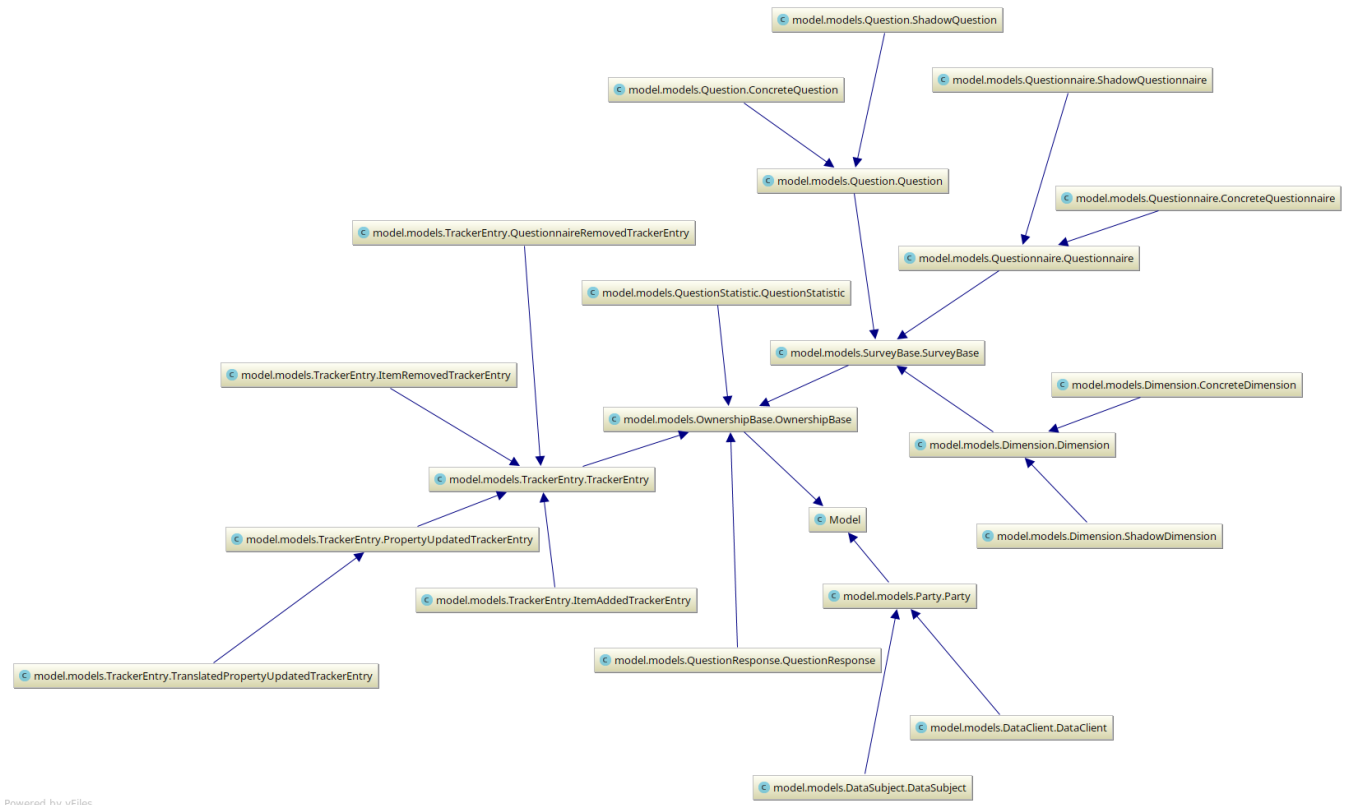 model.models.Question.ShadowQuestion
model.models.Questionnaire.ShadowQuestionnaire
model.models.Question.ConcreteQuestion
model.models.Question.Question
model.models.Questionnaire.ConcreteQuestionnaire
model.models.TrackerEntry.QuestionnaireRemovedTrackerEntry
model.models.Questionnaire.Questionnaire
model.models.QuestionStatistic.QuestionStatistic
model.models.SurveyBase.SurveyBase
model.models.TrackerEntry.ItemRemovedTrackerEntry
model.models.Dimension.ConcreteDimension
model.models.OwnershipBase.OwnershipBase
model.models.Dimension.Dimension
model.models.TrackerEntry.TrackerEntry
Model
model.models.Dimension.ShadowDimension
model.models.TrackerEntry.PropertyUpdatedTrackerEntry
model.models.Party.Party
model.models.TrackerEntry.ItemAddedTrackerEntry
model.models.QuestionResponse.QuestionResponse
model.models.TrackerEntry.TranslatedPropertyUpdatedTrackerEntry
model.models.DataClient.DataClient
model.models.DataSubject.DataSubject
Powered by yFiles